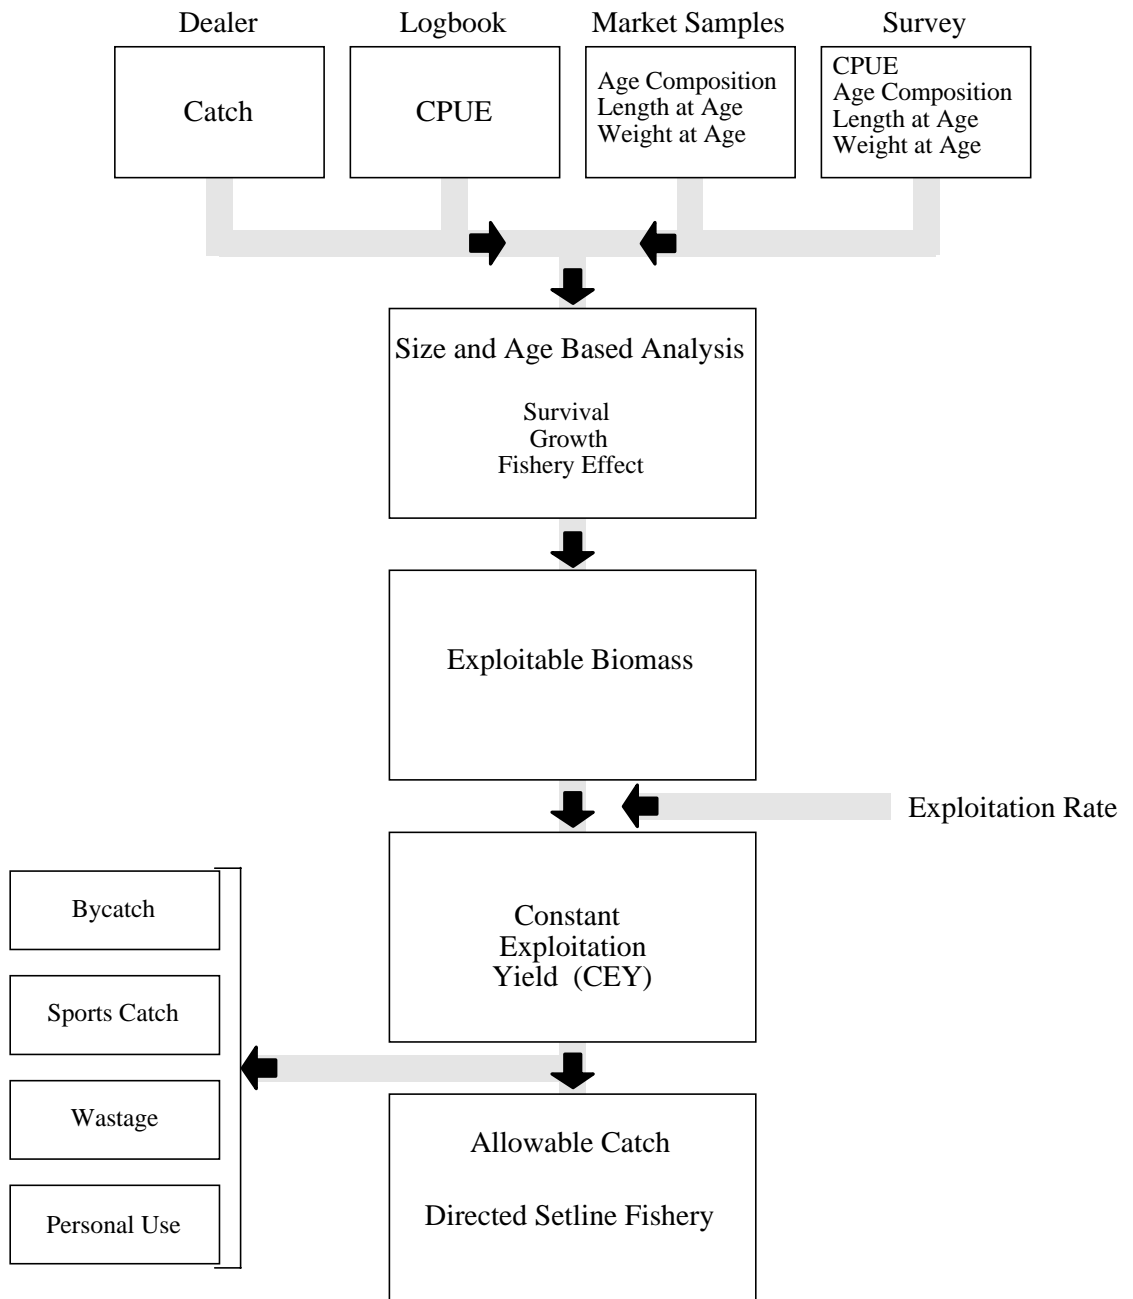 Dealer
Logbook
Market Samples
Survey
Catch
CPUE
Age Composition
Length at Age
Weight at Age
CPUE
Age Composition
Length at Age
Weight at Age
Size and Age Based Analysis
Survival
Growth
Fishery Effect
Exploitable Biomass
Exploitation Rate
Constant
Exploitation
Yield (CEY)
Bycatch
Sports Catch
Wastage
Personal Use
Allowable Catch
Directed Setline Fishery